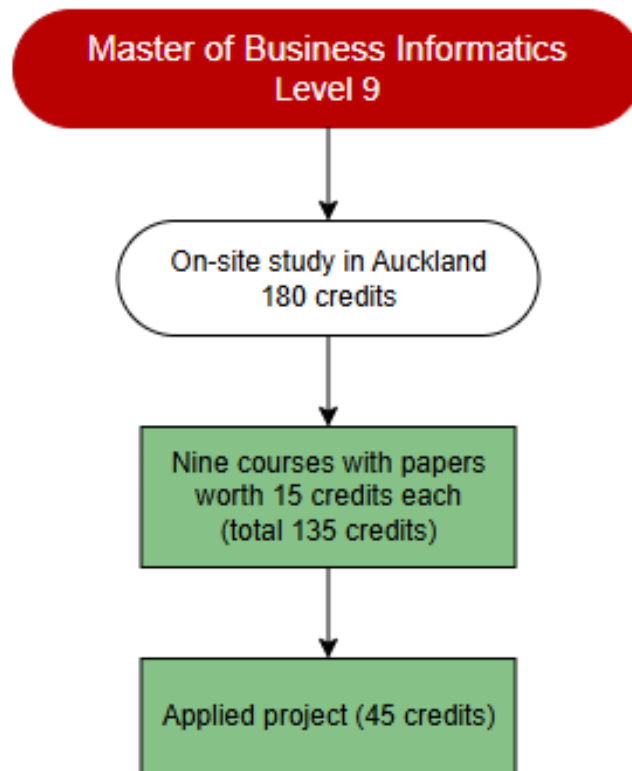 Master of Business Informatics
Level 9
On-site study in Auckland
180 credits
Nine courses with papers
worth 15 credits each
(total 135 credits)
Applied project (45 credits)